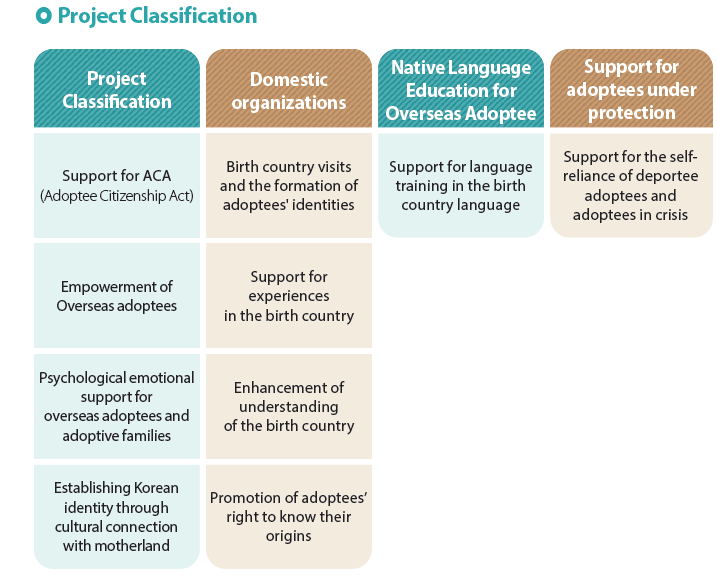 Project Classification
Project
Classification
Domestic
organizations
Native Language
Education for
Overseas Adoptee
Support for
adoptees under
protection
Support for ACA
(Adoptee Citizenship Act)
Birth country visits
and the formation of
adoptees' identities
Support for language
training in the birth
country language
Support for the self-
reliance of deportee
adoptees and
adoptees in crisis
Empowerment of
Overseas adoptees
Support for
experiences
in the birth country
Psychological emotional
support for
overseas adoptees and
adoptive families
Enhancement of
understanding
of the birth country
Establishing Korean
identity through
cultural connection
with motherland
Promotion of adoptees’
right to know their
origins